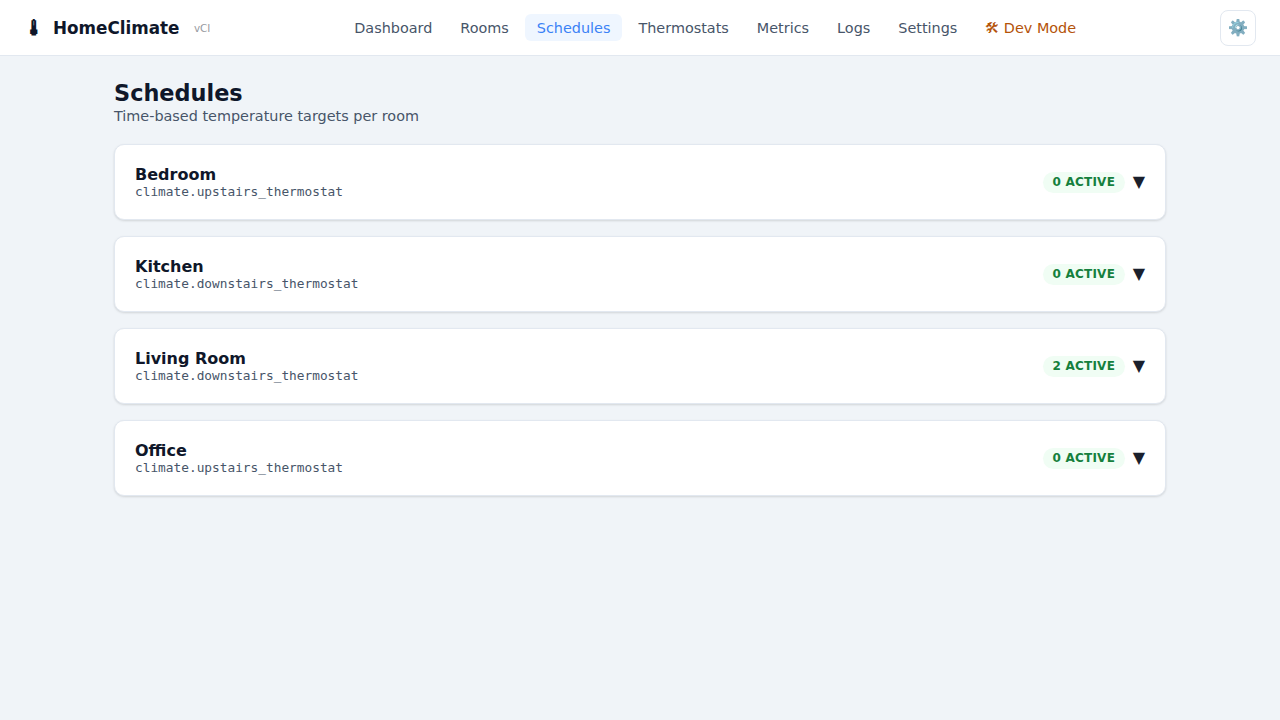 HomeClimate vCI Dashboard Rooms Schedules Thermostats Metrics Logs Settings 🛠 Dev Mode
Schedules
Time-based temperature targets per room
Bedroom
climate.upstairs_thermostat
0 ACTIVE ▼
Kitchen
climate.downstairs_thermostat
0 ACTIVE ▼
Living Room
climate.downstairs_thermostat
2 ACTIVE ▼
Office
climate.upstairs_thermostat
0 ACTIVE ▼